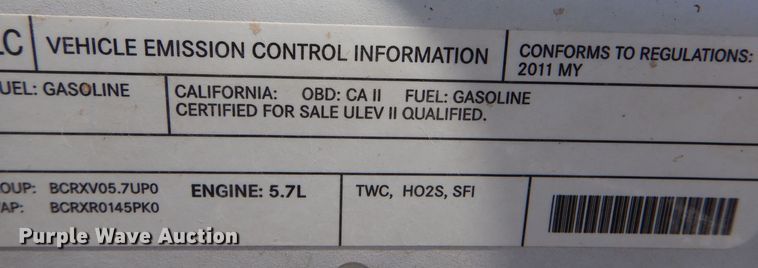 LC VEHICLE EMISSION CONTROL INFORMATION CONFORMS TO REGULATIONS:
2011 MY
UEL: GASOLINE CALIFORNIA: OBD: CA II FUEL: GASOLINE
CERTIFIED FOR SALE ULEV II QUALIFIED.
OUP: BCRXV05.7UP0 ENGINE: 5.7L TWC, HO2S, SFI
AP: BCRXR0145PK0
Purple Wave Auction